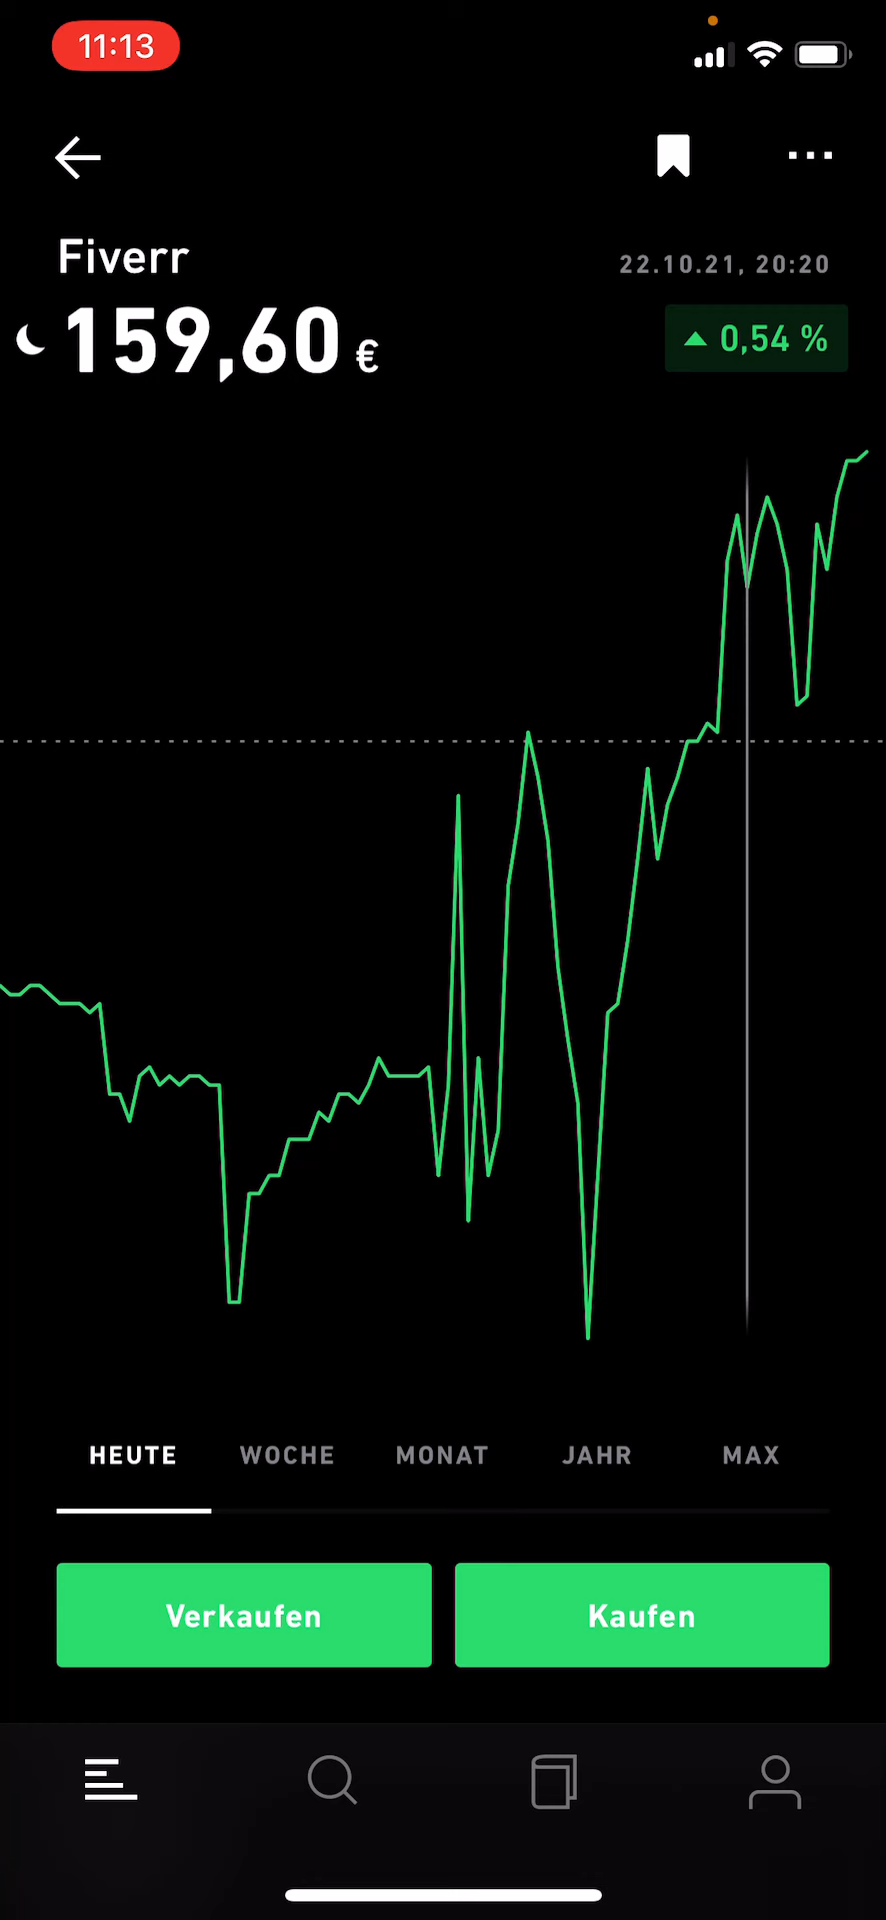 11:13
Fiverr
22.10.21, 20:20
159,60 €
0,54 %
HEUTE WOCHE MONAT JAHR MAX
Verkaufen Kaufen